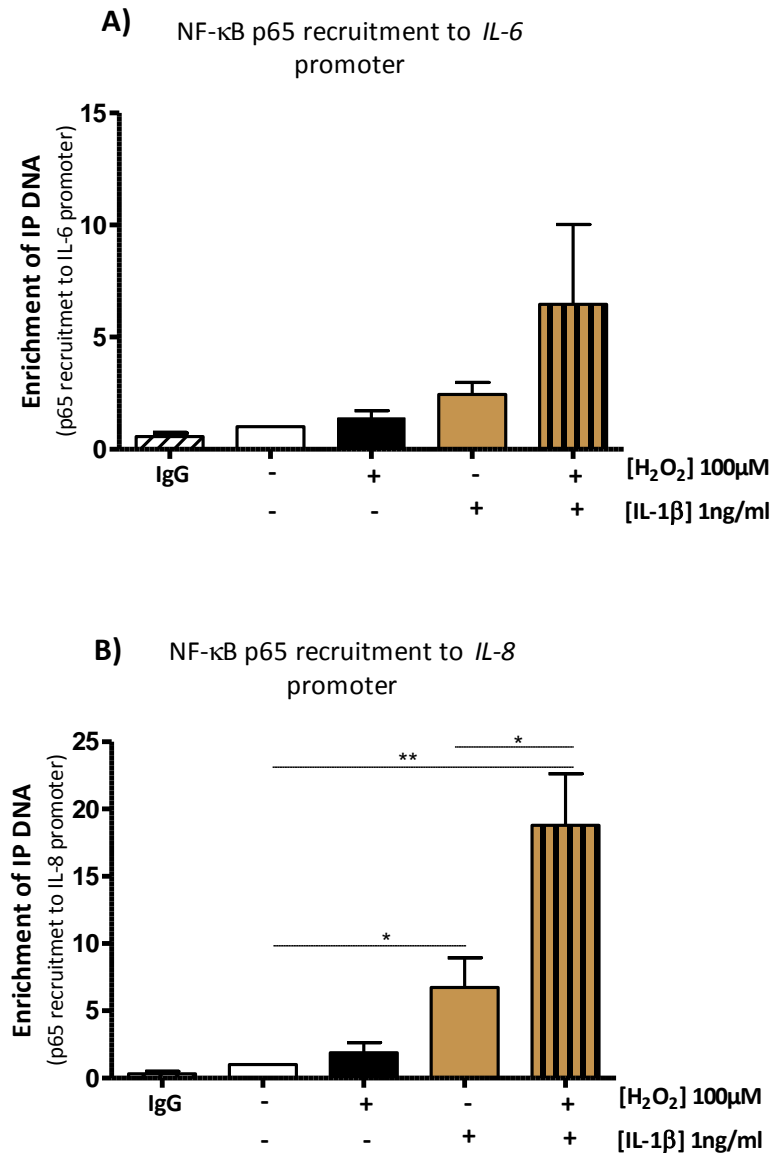 A)
NF-κB p65 recruitment to IL-6
promoter
Enrichment of IP DNA
(p65 recruitmet to IL-6 promoter)
15
10
5
0
IgG - + - + [H₂O₂] 100μM
- - + + [IL-1β] 1ng/ml
B)
NF-κB p65 recruitment to IL-8
promoter
Enrichment of IP DNA
(p65 recruitmet to IL-8 promoter)
25
20
15
10
5
0
*
**
*
IgG - + - + [H₂O₂] 100μM
- - + + [IL-1β] 1ng/ml